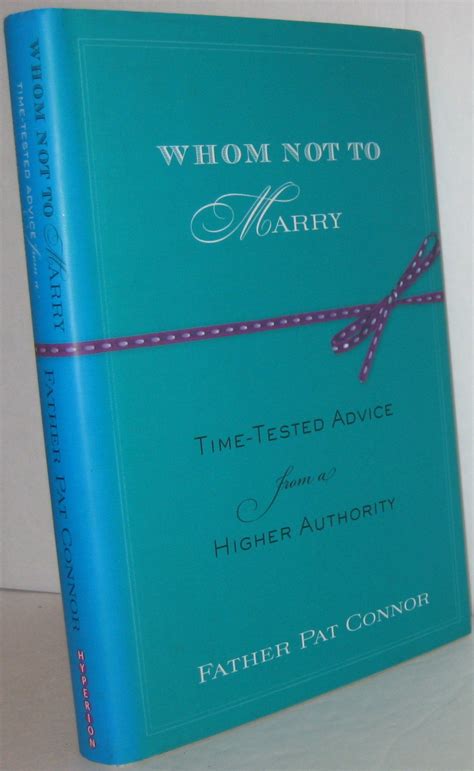 WHOM NOT TO
MARRY
TIME-TESTED ADVICE
from a
HIGHER AUTHORITY
FATHER PAT CONNOR
WHOM NOT TO MARRY
TIME-TESTED ADVICE from a
FATHER PAT CONNOR
HYPERION